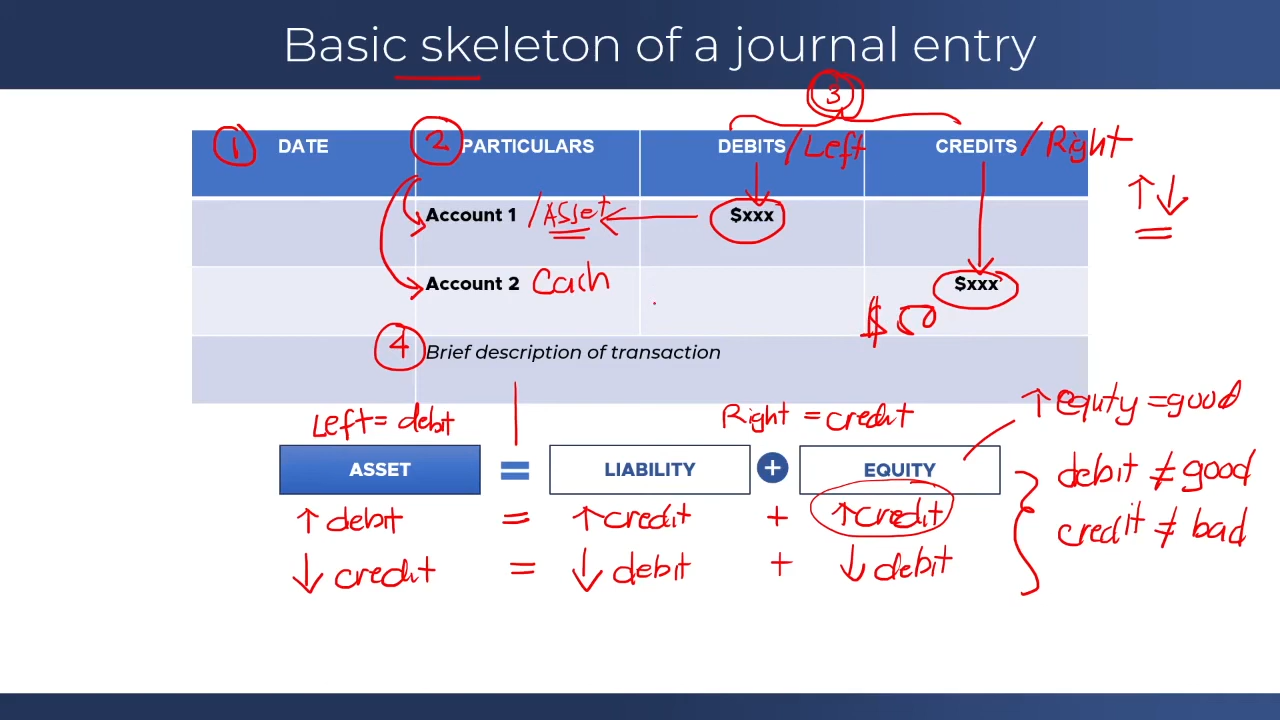 Basic skeleton of a journal entry
3
1 DATE 2 PARTICULARS DEBITS / Left CREDITS / Right
↑↓
Account 1 / Asset $xxx
Account 2 Cash $xxx
$50
4 Brief description of transaction
Left = debit Right = credit ↑ equity = good
ASSET = LIABILITY + EQUITY debit ≠ good
↑ debit = ↑ credit + ↑ credit credit ≠ bad
↓ credit = ↓ debit + ↓ debit